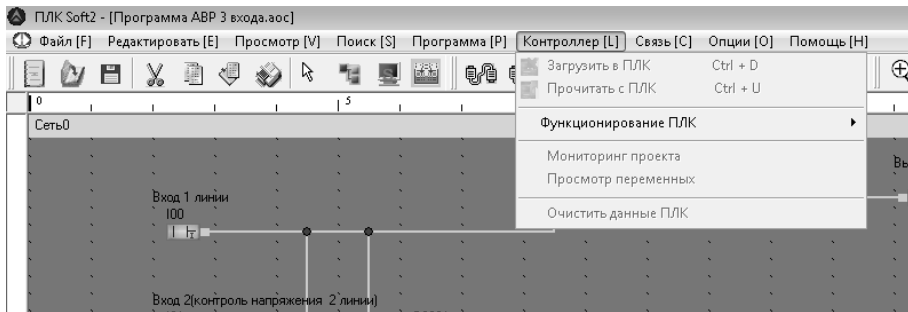 ПЛК Soft2 - [Программа АВР 3 входа.aoc]
Файл [F] Редактировать [E] Просмотр [V] Поиск [S] Программа [P] Контроллер [L] Связь [C] Опции [O] Помощь [H]
Загрузить в ПЛК Ctrl + D
Прочитать с ПЛК Ctrl + U
Функционирование ПЛК
Мониторинг проекта
Просмотр переменных
Очистить данные ПЛК
0 5
Сеть0
Вход 1 линии
I00
Вход 2(контроль напряжения 2 линии)